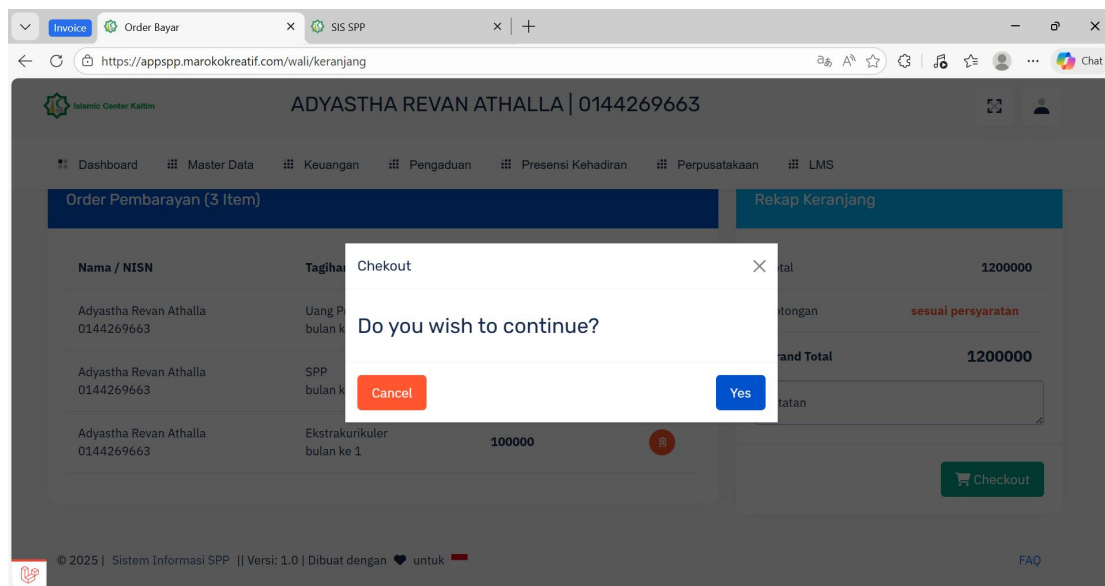 Invoice
Order Bayar
SIS SPP
https://appspp.marokokreatif.com/wali/keranjang
Chat
Islamic Center Kaltim
ADYASTHA REVAN ATHALLA | 0144269663
Dashboard
Master Data
Keuangan
Pengaduan
Presensi Kehadiran
Perpusatakaan
LMS
Order Pembarayan (3 Item)
Rekap Keranjang
Chekout
Do you wish to continue?
Cancel
Yes
Nama / NISN
Adyastha Revan Athalla
0144269663
bulan k
Adyastha Revan Athalla
0144269663
SPP
bulan k
Adyastha Revan Athalla
0144269663
Ekstrakurikuler
bulan ke 1
100000
1200000
sesuai persyaratan
1200000
Checkout
© 2025 | Sistem Informasi SPP || Versi: 1.0 | Dibuat dengan untuk
FAQ